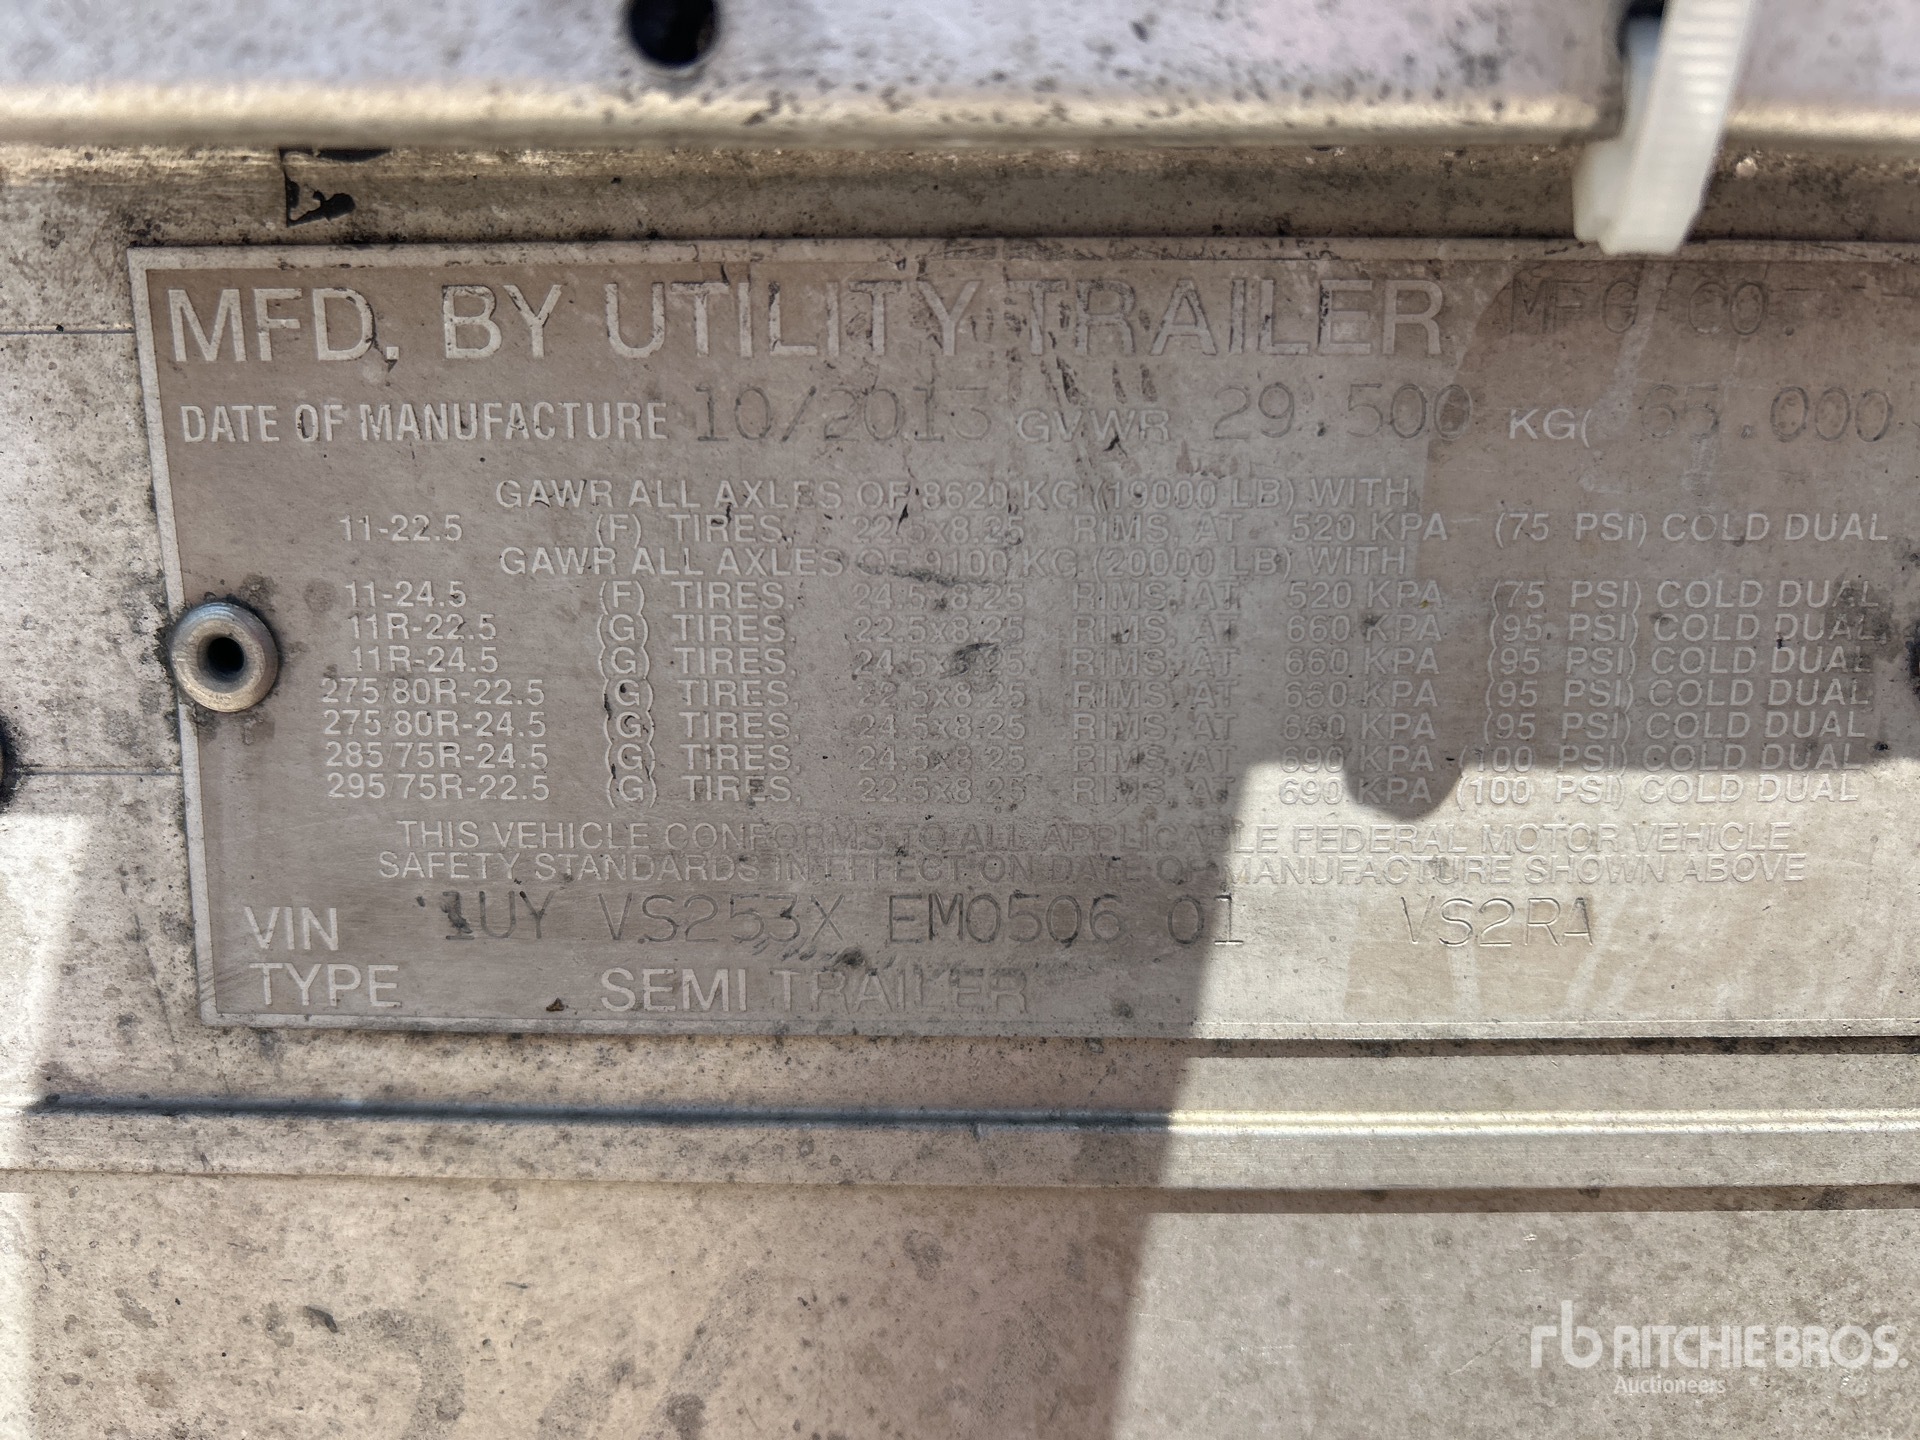 MFD. BY UTILITY TRAILER MFG CO.
DATE OF MANUFACTURE 10/2013 GVWR 29.500 KG( 65.000
GAWR ALL AXLES OF 8620 KG (19000 LB) WITH
11-22.5 (F) TIRES, 22.5x8.25 RIMS, AT 520 KPA (75 PSI) COLD DUAL
GAWR ALL AXLES OF 9100 KG (20000 LB) WITH
11-24.5 (F) TIRES, 24.5x8.25 RIMS, AT 520 KPA (75 PSI) COLD DUAL
11R-22.5 (G) TIRES, 22.5x8.25 RIMS, AT 660 KPA (95 PSI) COLD DUAL
11R-24.5 (G) TIRES, 24.5x8.25 RIMS, AT 660 KPA (95 PSI) COLD DUAL
275/80R-22.5 (G) TIRES, 22.5x8.25 RIMS, AT 660 KPA (95 PSI) COLD DUAL
275/80R-24.5 (G) TIRES, 24.5x8.25 RIMS, AT 660 KPA (95 PSI) COLD DUAL
285/75R-24.5 (G) TIRES, 24.5x8.25 RIMS, AT 690 KPA (100 PSI) COLD DUAL
295/75R-22.5 (G) TIRES, 22.5x8.25 RIMS, AT 690 KPA (100 PSI) COLD DUAL
THIS VEHICLE CONFORMS TO ALL APPLICABLE FEDERAL MOTOR VEHICLE
SAFETY STANDARDS IN EFFECT ON DATE OF MANUFACTURE SHOWN ABOVE
VIN 1UY VS253X EM0506 01 VS2RA
TYPE SEMI TRAILER
rb RITCHIE BROS.
Auctioneers